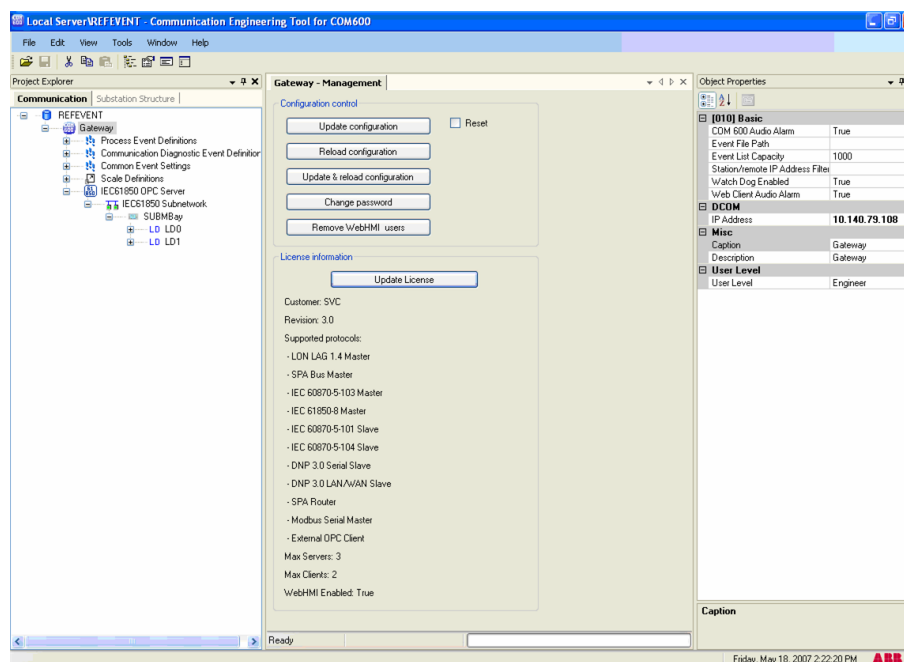 Local Server\REFEVENT - Communication Engineering Tool for COM600
File Edit View Tools Window Help
Project Explorer
Communication Substation Structure
REFEVENT
Gateway
Process Event Definitions
Communication Diagnostic Event Definition
Common Event Settings
Scale Definitions
IEC61850 OPC Server
IEC61850 Subnetwork
SUBMBay
LD LD0
LD LD1
Gateway - Management
Configuration control
Update configuration
Reset
Reload configuration
Update & reload configuration
Change password
Remove WebHMI users
License information
Update License
Customer: SVC
Revision: 3.0
Supported protocols:
- LON LAG 1.4 Master
- SPA Bus Master
- IEC 60870-5-103 Master
- IEC 61850-8 Master
- IEC 60870-5-101 Slave
- IEC 60870-5-104 Slave
- DNP 3.0 Serial Slave
- DNP 3.0 LAN/WAN Slave
- SPA Router
- Modbus Serial Master
- External OPC Client
Max Servers: 3
Max Clients: 2
WebHMI Enabled: True
Ready
Object Properties
[010] Basic
COM 600 Audio Alarm True
Event File Path
Event List Capacity 1000
Station/remote IP Address Filter
Watch Dog Enabled True
Web Client Audio Alarm True
DCOM
IP Address 10.140.79.108
Misc
Caption Gateway
Description Gateway
User Level
User Level Engineer
Caption
Friday, May 18, 2007 2:22:20 PM ABB